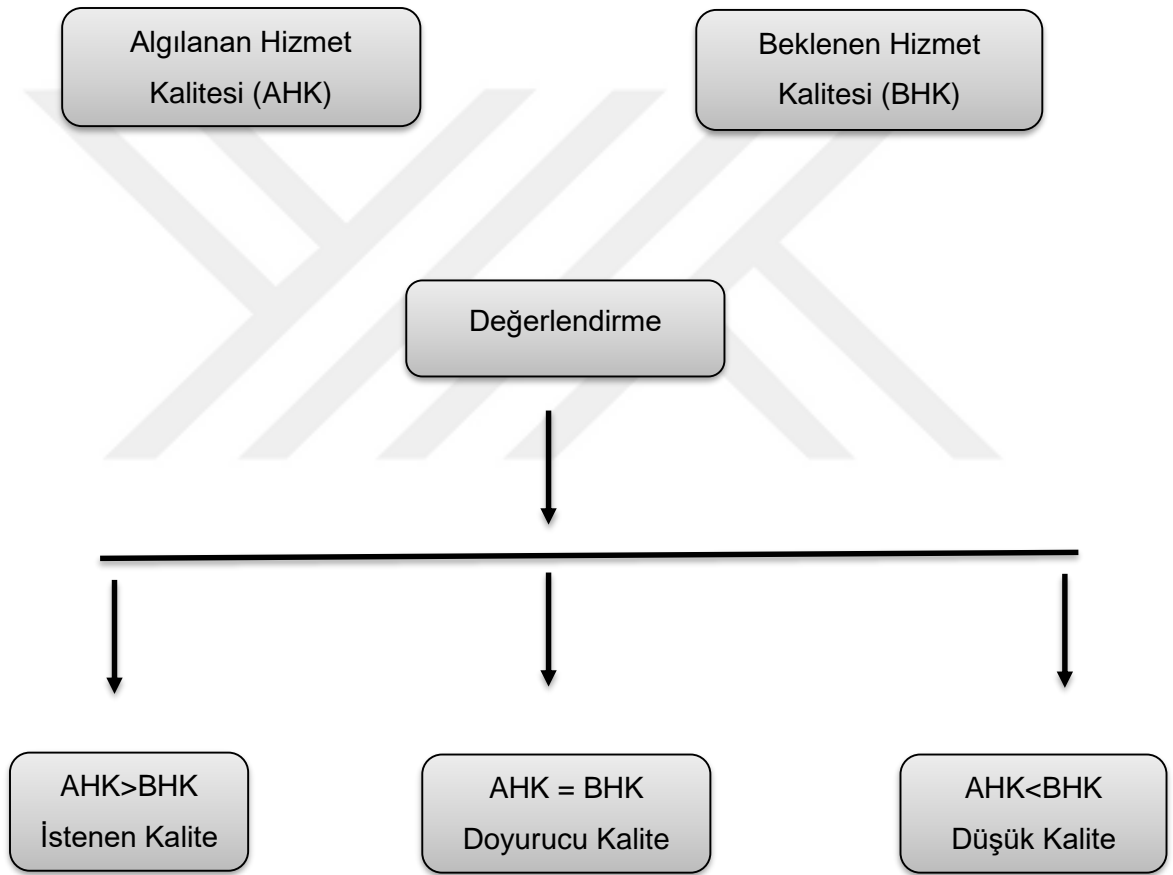 Algılanan Hizmet
Kalitesi (AHK)
Beklenen Hizmet
Kalitesi (BHK)
Değerlendirme
AHK>BHK
İstenen Kalite
AHK = BHK
Doyurucu Kalite
AHK<BHK
Düşük Kalite